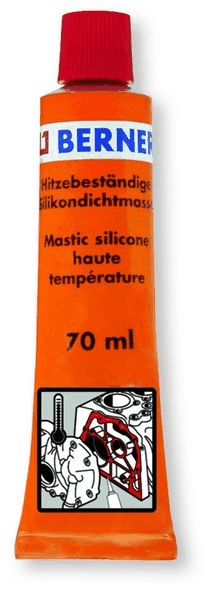 BERNER
Hitzebeständige
Silikondichtmasse
Mastic silicone
haute
température
70 ml